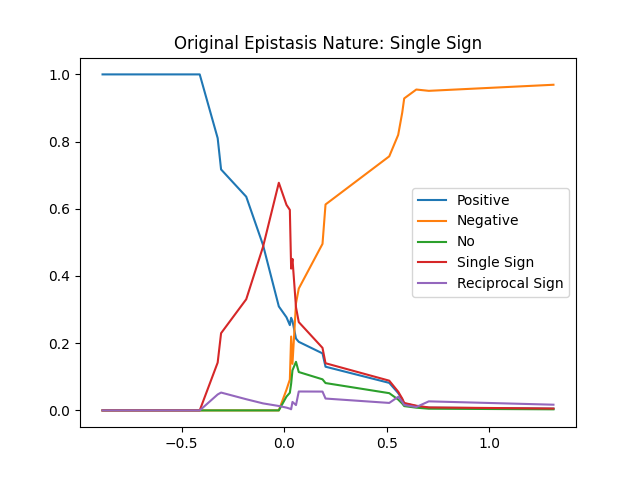 Original Epistasis Nature: Single Sign
1.0
0.8
0.6
0.4
0.2
0.0
Positive
Negative
No
Single Sign
Reciprocal Sign
−0.5
0.0
0.5
1.0